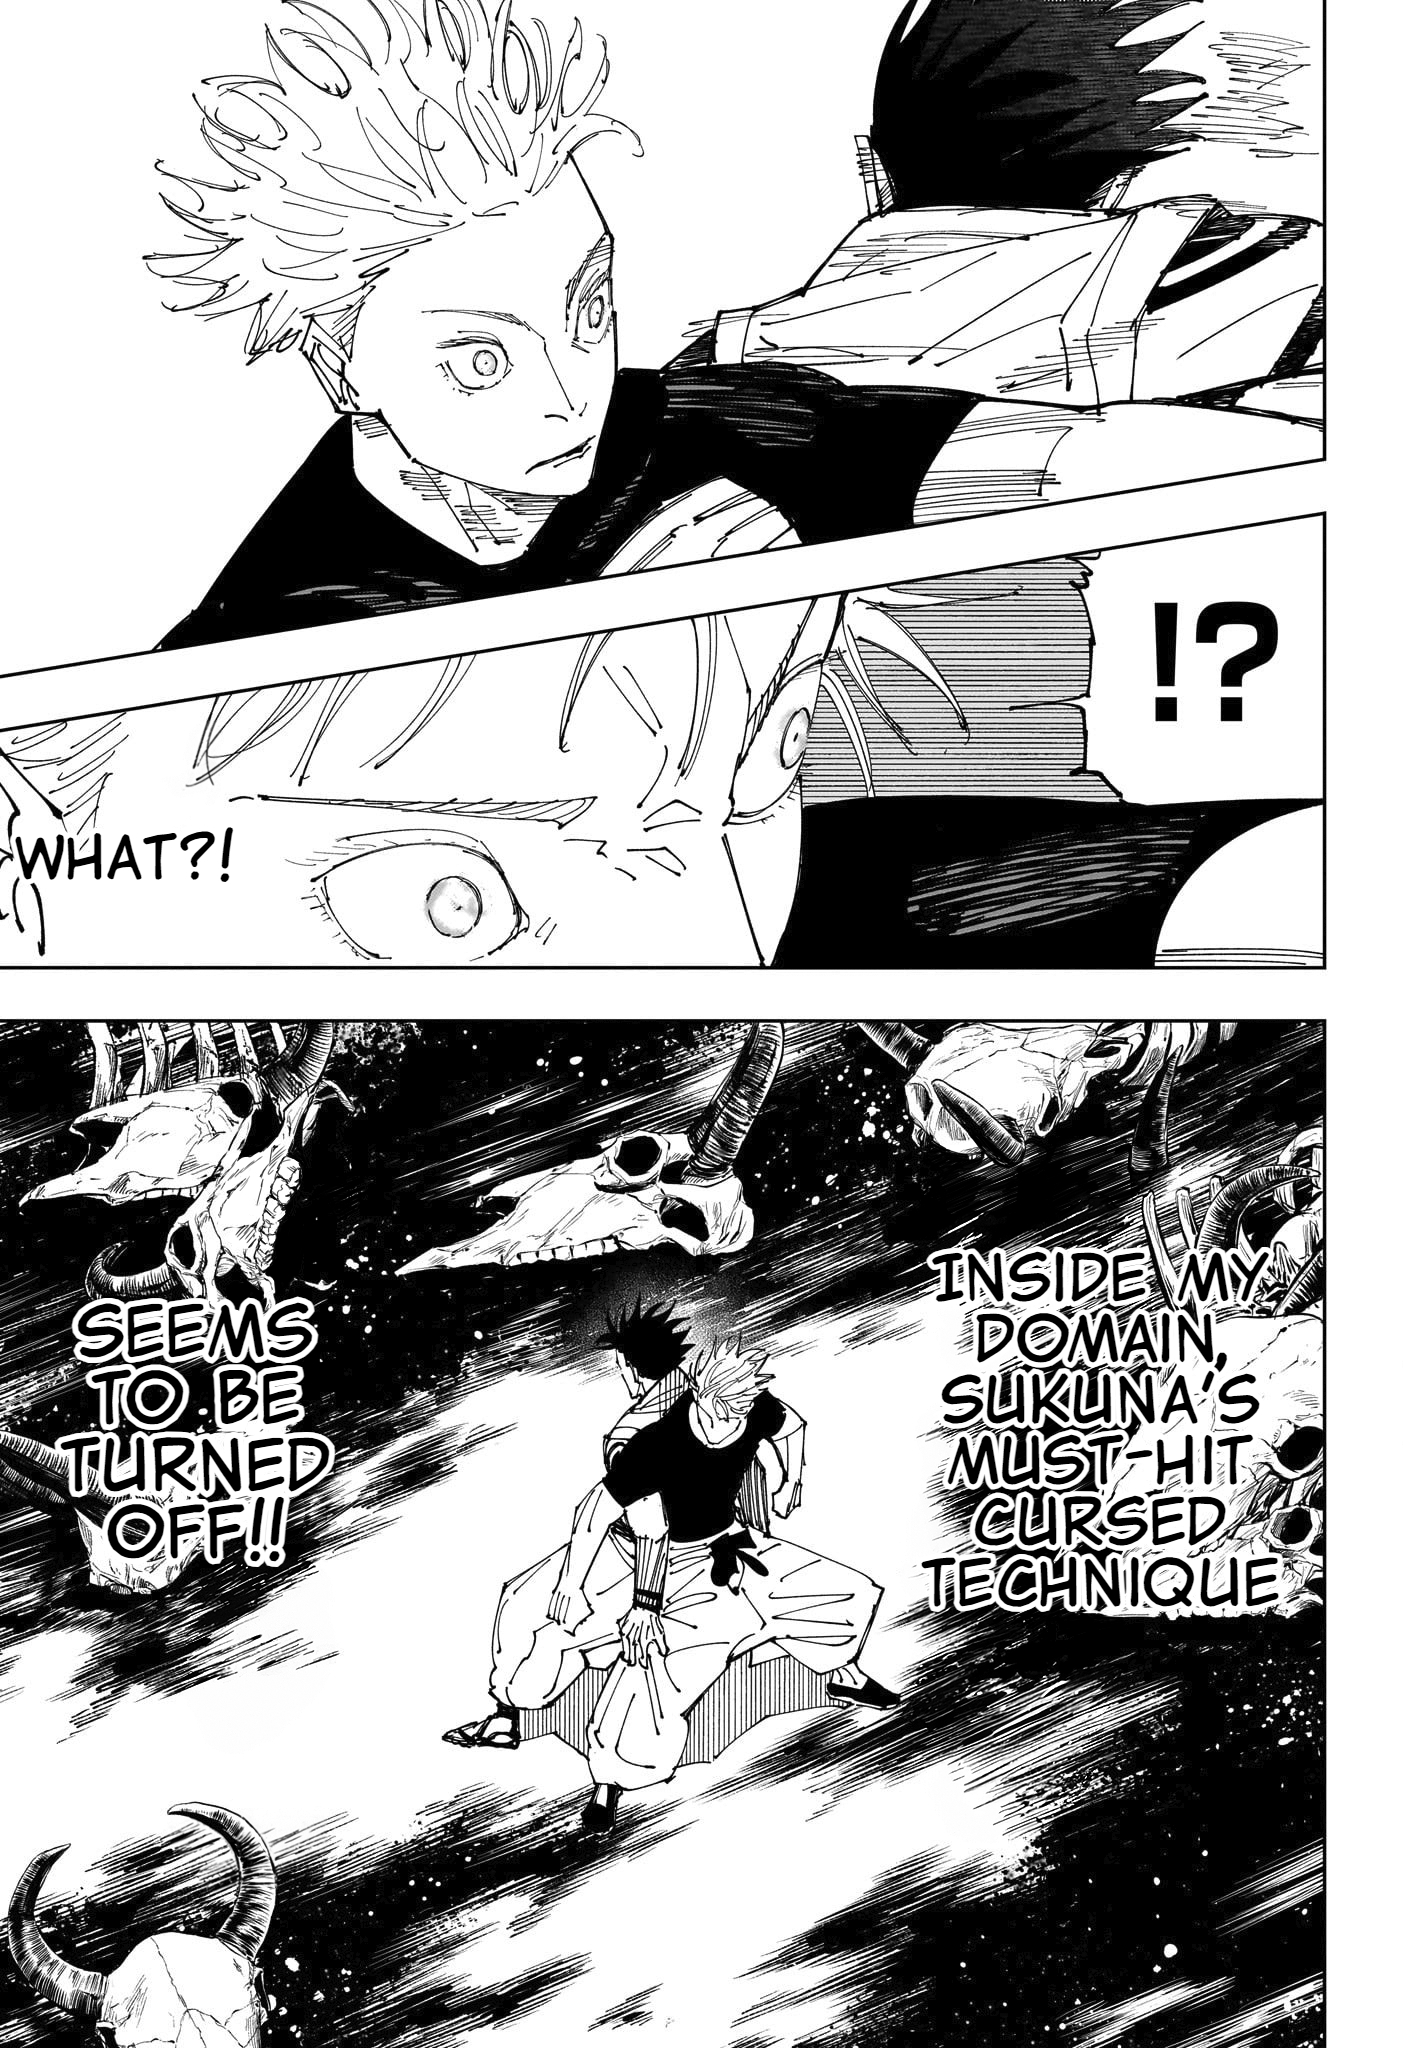 !?
WHAT?!
INSIDE MY
DOMAIN,
SUKUNA'S
MUST-HIT
CURSED
TECHNIQUE
SEEMS
TO BE
TURNED
OFF!!